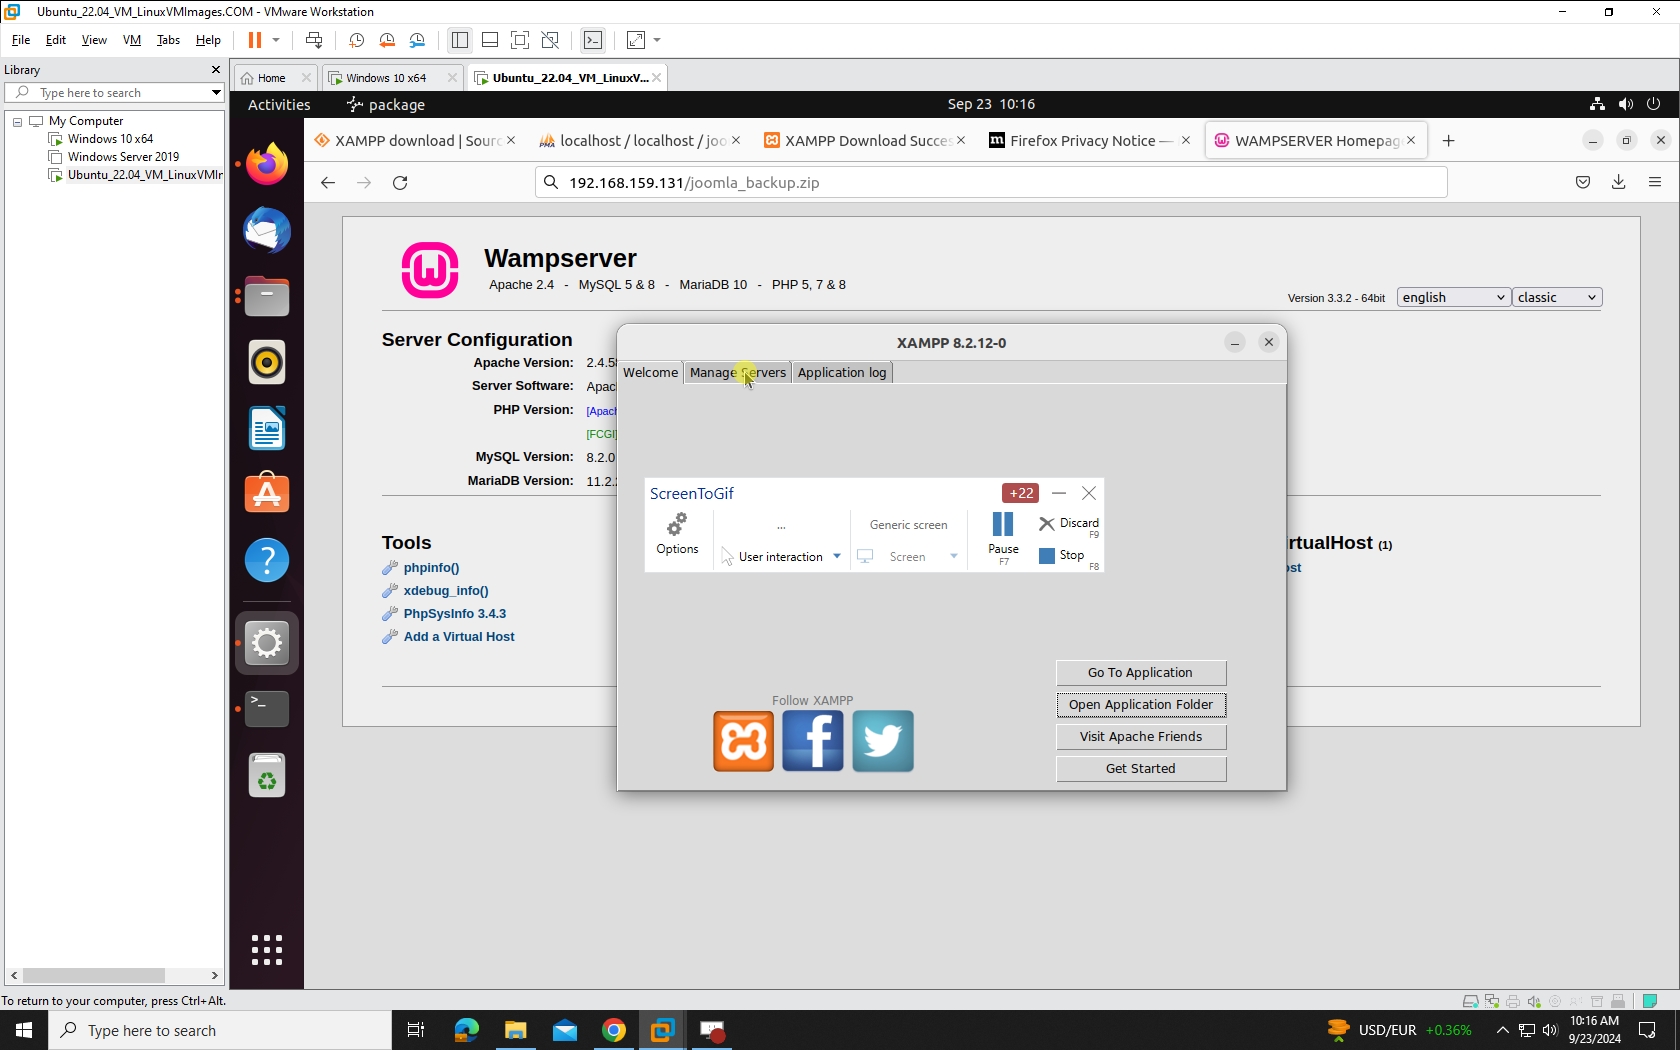 Ubuntu_22.04_VM_LinuxVMImages.COM - VMware Workstation
File Edit View VM Tabs Help
Library
Type here to search
My Computer
Windows 10 x64
Windows Server 2019
Ubuntu_22.04_VM_LinuxVMIr
Home
Windows 10 x64
Ubuntu_22.04_VM_LinuxV...
Activities
package
Sep 23 10:16
XAMPP download | Sourc
localhost / localhost / joo
XAMPP Download Succes
Firefox Privacy Notice —
WAMPSERVER Homepag
192.168.159.131/joomla_backup.zip
Wampserver
Apache 2.4 - MySQL 5 & 8 - MariaDB 10 - PHP 5, 7 & 8
Version 3.3.2 - 64bit
english
classic
Server Configuration
Apache Version: 2.4.5
Server Software: Apac
PHP Version: [Apach
[FCGI]
MySQL Version: 8.2.0
MariaDB Version: 11.2.
Tools
phpinfo()
xdebug_info()
PhpSysInfo 3.4.3
Add a Virtual Host
irtualHost (1)
ost
XAMPP 8.2.12-0
Welcome
Manage Servers
Application log
ScreenToGif
+22
Options
...
User interaction
Generic screen
Screen
Pause
F7
Discard
F9
Stop
F8
Follow XAMPP
Go To Application
Open Application Folder
Visit Apache Friends
Get Started
To return to your computer, press Ctrl+Alt.
Type here to search
USD/EUR +0.36%
10:16 AM
9/23/2024